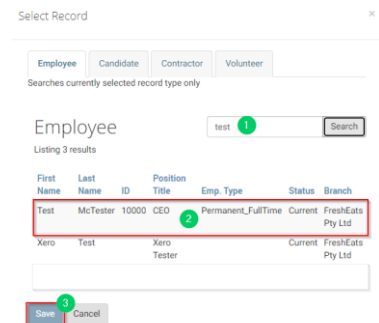 Select Record ×
Employee Candidate Contractor Volunteer
Searches currently selected record type only
Employee test 1 Search
Listing 3 results
First Last Position
Name Name ID Title Emp. Type Status Branch
Test McTester 10000 CEO Permanent_FullTime Current FreshEats
2 Pty Ltd
Xero Test Xero Current FreshEats
Tester Pty Ltd
3
Save Cancel